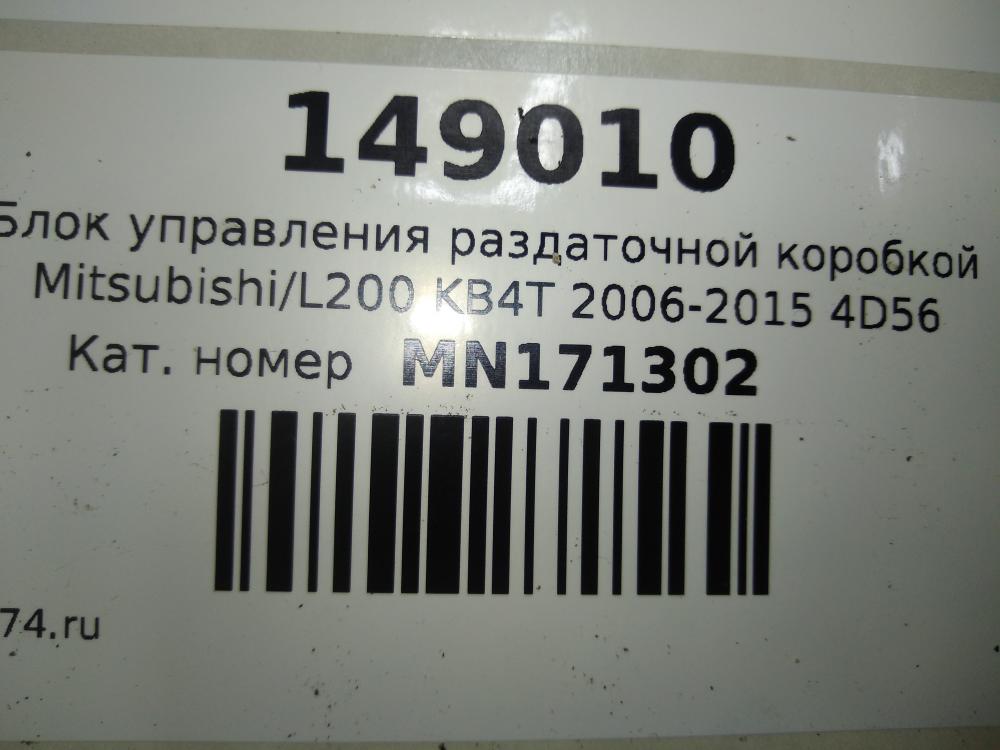 149010
Блок управления раздаточной коробкой
Mitsubishi/L200 KB4T 2006-2015 4D56
Кат. номер MN171302
74.ru